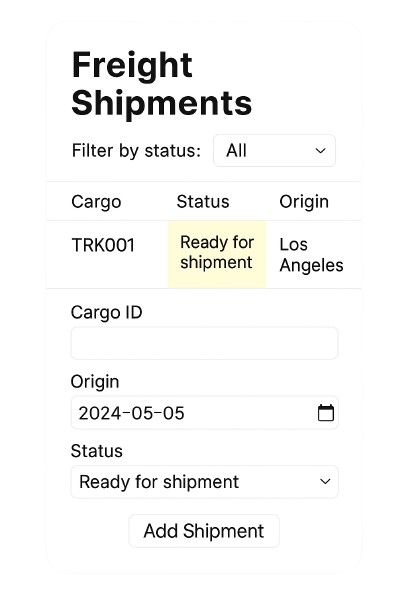 Freight
Shipments
Filter by status: All
Cargo Status Origin
TRK001 Ready for shipment Los Angeles
Cargo ID
Origin
2024-05-05
Status
Ready for shipment
Add Shipment